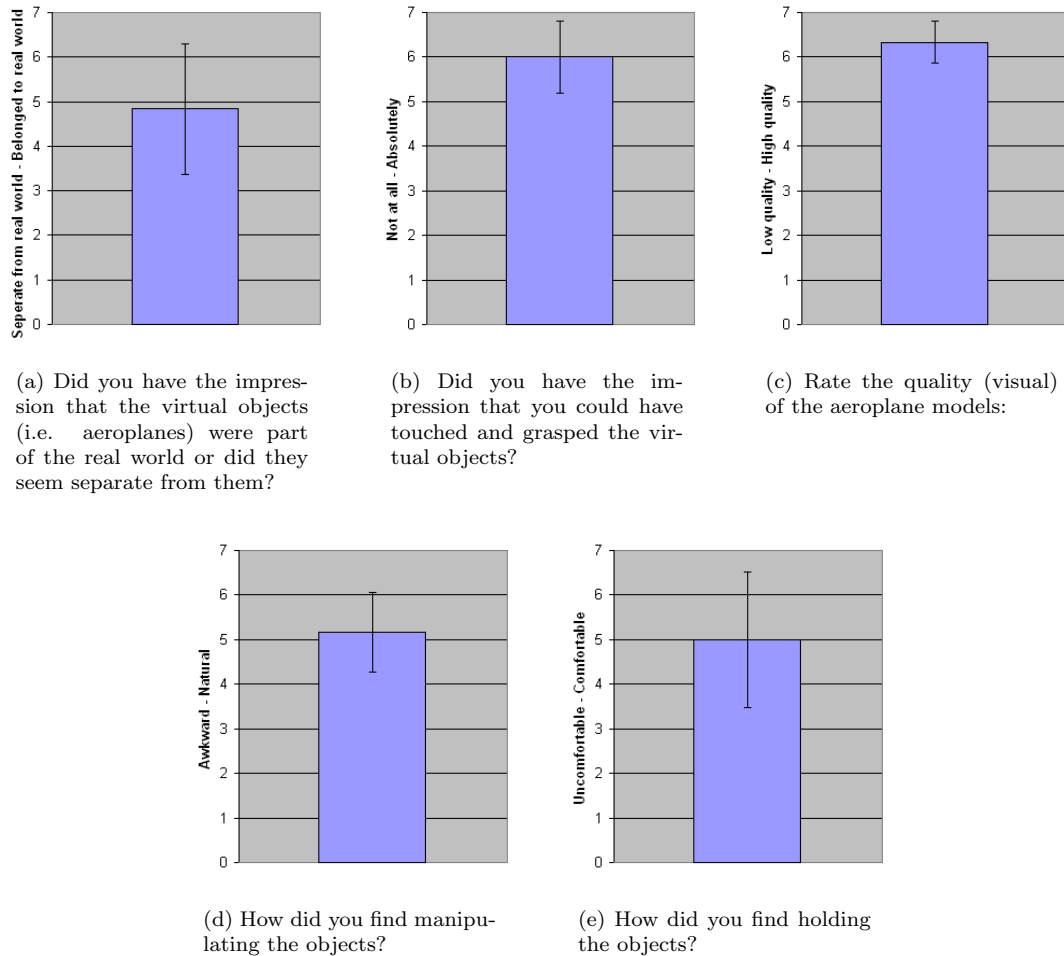 7
6
5
4
3
2
1
0
Seperate from real world - Belonged to real world
(a) Did you have the impres-
sion that the virtual objects
(i.e. aeroplanes) were part
of the real world or did they
seem separate from them?
7
6
5
4
3
2
1
0
Not at all - Absolutely
(b) Did you have the im-
pression that you could have
touched and grasped the vir-
tual objects?
7
6
5
4
3
2
1
0
Low quality - High quality
(c) Rate the quality (visual)
of the aeroplane models:
7
6
5
4
3
2
1
0
Awkward - Natural
(d) How did you find manipu-
lating the objects?
7
6
5
4
3
2
1
0
Uncomfortable - Comfortable
(e) How did you find holding
the objects?